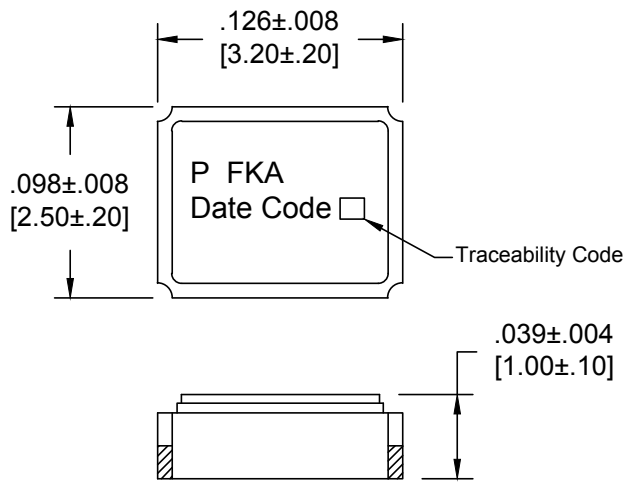 .126±.008
[3.20±.20]
.098±.008
[2.50±.20]
P FKA
Date Code
Traceability Code
.039±.004
[1.00±.10]